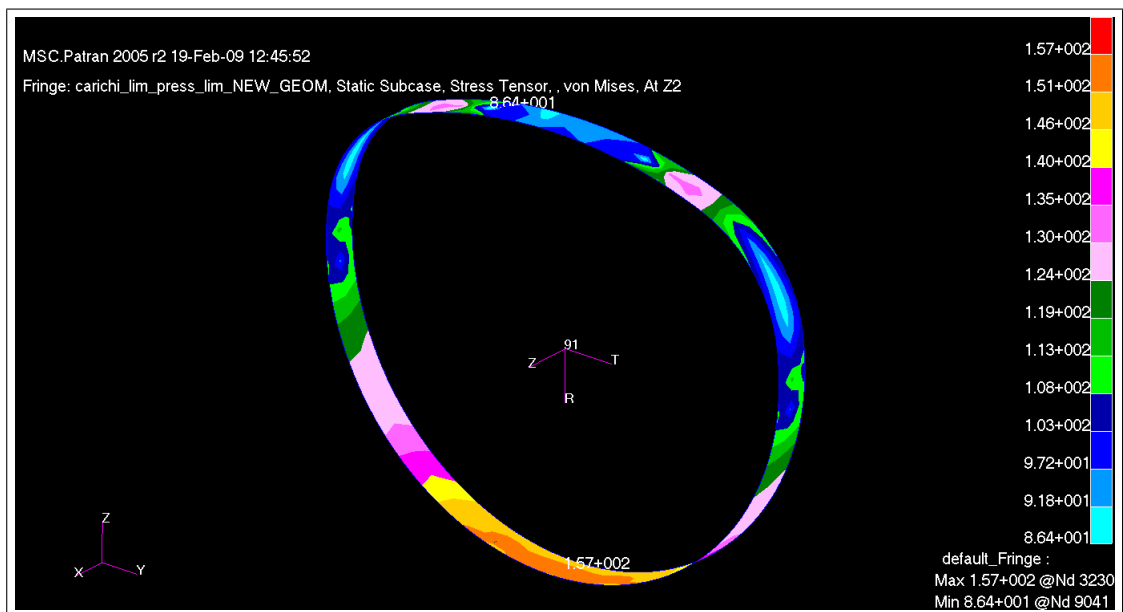 MSC.Patran 2005 r2 19-Feb-09 12:45:52
Fringe: carichi_lim_press_lim_NEW_GEOM, Static Subcase, Stress Tensor, , von Mises, At Z2
8.64+001
91
Z
T
R
1.57+002
Z
X
Y
1.57+002
1.51+002
1.46+002
1.40+002
1.35+002
1.30+002
1.24+002
1.19+002
1.13+002
1.08+002
1.03+002
9.72+001
9.18+001
8.64+001
default_Fringe :
Max 1.57+002 @Nd 3230
Min 8.64+001 @Nd 9041